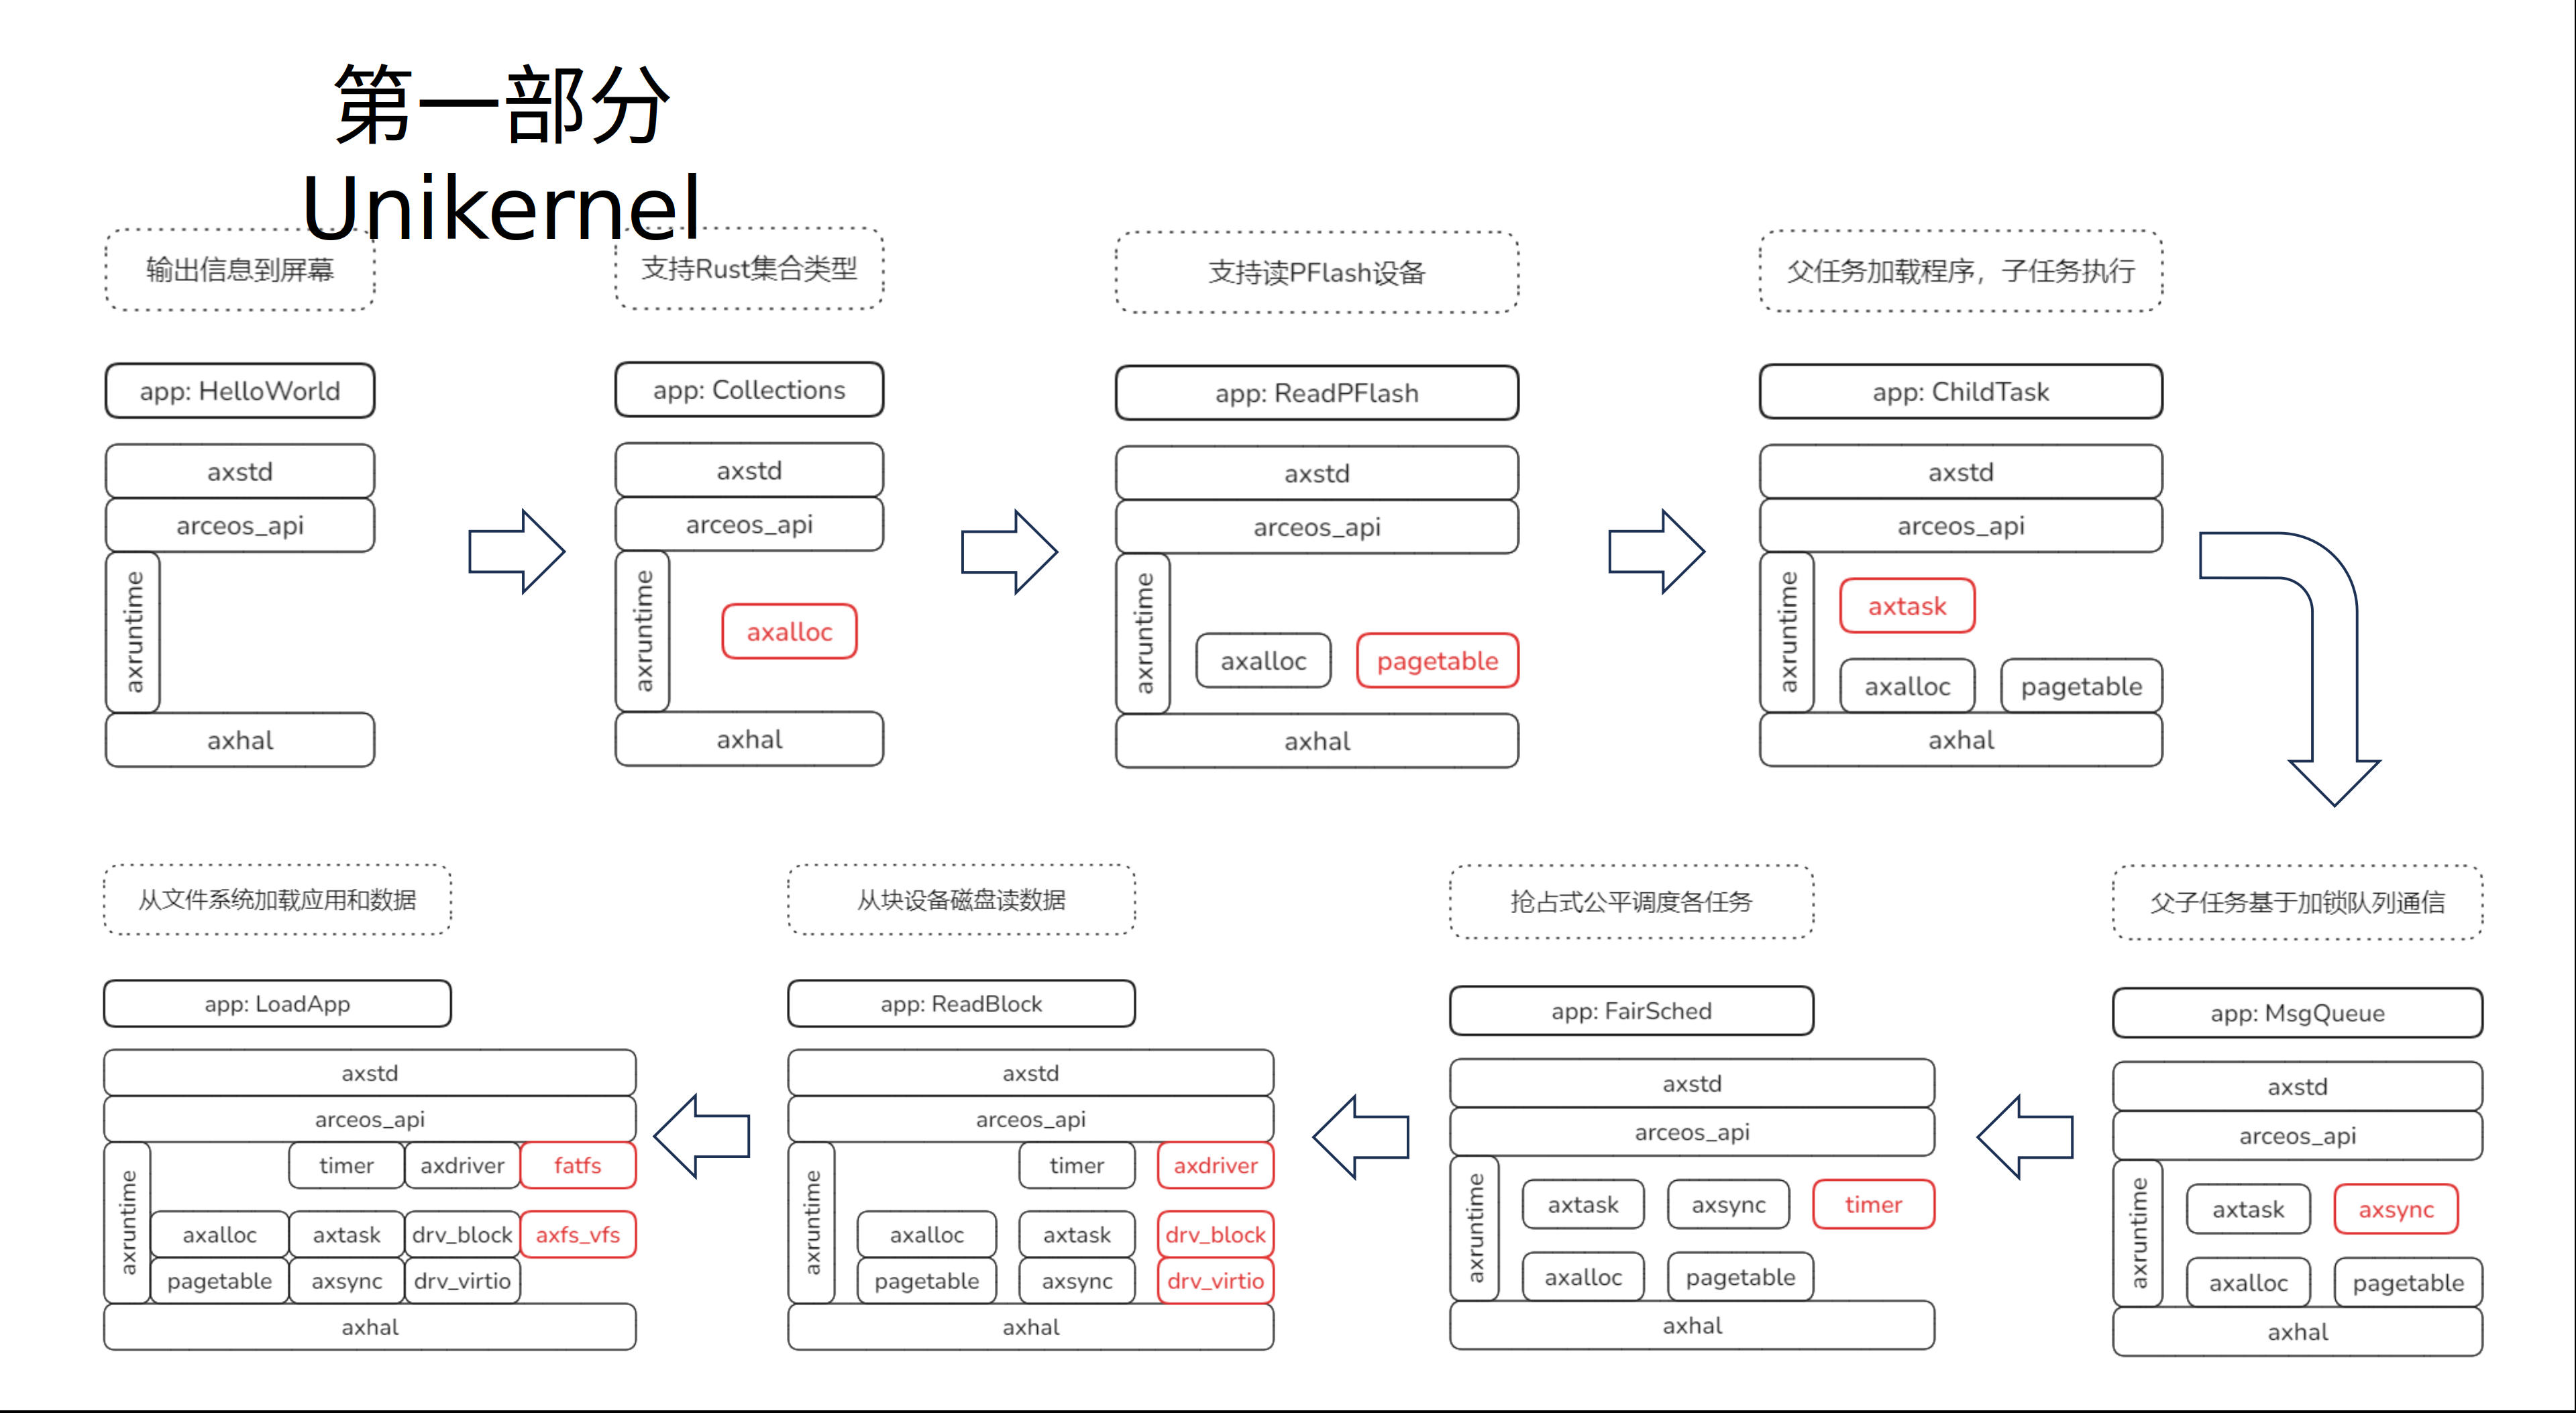 第一部分
Unikernel
输出信息到屏幕
app: HelloWorld
axstd
arceos_api
axruntime
axhal
支持Rust集合类型
app: Collections
axstd
arceos_api
axruntime
axalloc
axhal
支持读PFlash设备
app: ReadPFlash
axstd
arceos_api
axruntime
axalloc
pagetable
axhal
父任务加载程序，子任务执行
app: ChildTask
axstd
arceos_api
axruntime
axtask
axalloc
pagetable
axhal
父子任务基于加锁队列通信
app: MsgQueue
axstd
arceos_api
axruntime
axtask
axsync
axalloc
pagetable
axhal
抢占式公平调度各任务
app: FairSched
axstd
arceos_api
axruntime
axtask
axsync
timer
axalloc
pagetable
axhal
从块设备磁盘读数据
app: ReadBlock
axstd
arceos_api
axruntime
timer
axdriver
axalloc
axtask
drv_block
pagetable
axsync
drv_virtio
axhal
从文件系统加载应用和数据
app: LoadApp
axstd
arceos_api
axruntime
timer
axdriver
fatfs
axalloc
axtask
drv_block
axfs_vfs
pagetable
axsync
drv_virtio
axhal